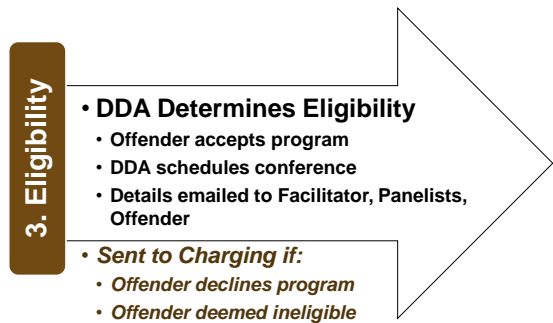 3. Eligibility
• DDA Determines Eligibility
• Offender accepts program
• DDA schedules conference
• Details emailed to Facilitator, Panelists,
Offender
• Sent to Charging if:
• Offender declines program
• Offender deemed ineligible